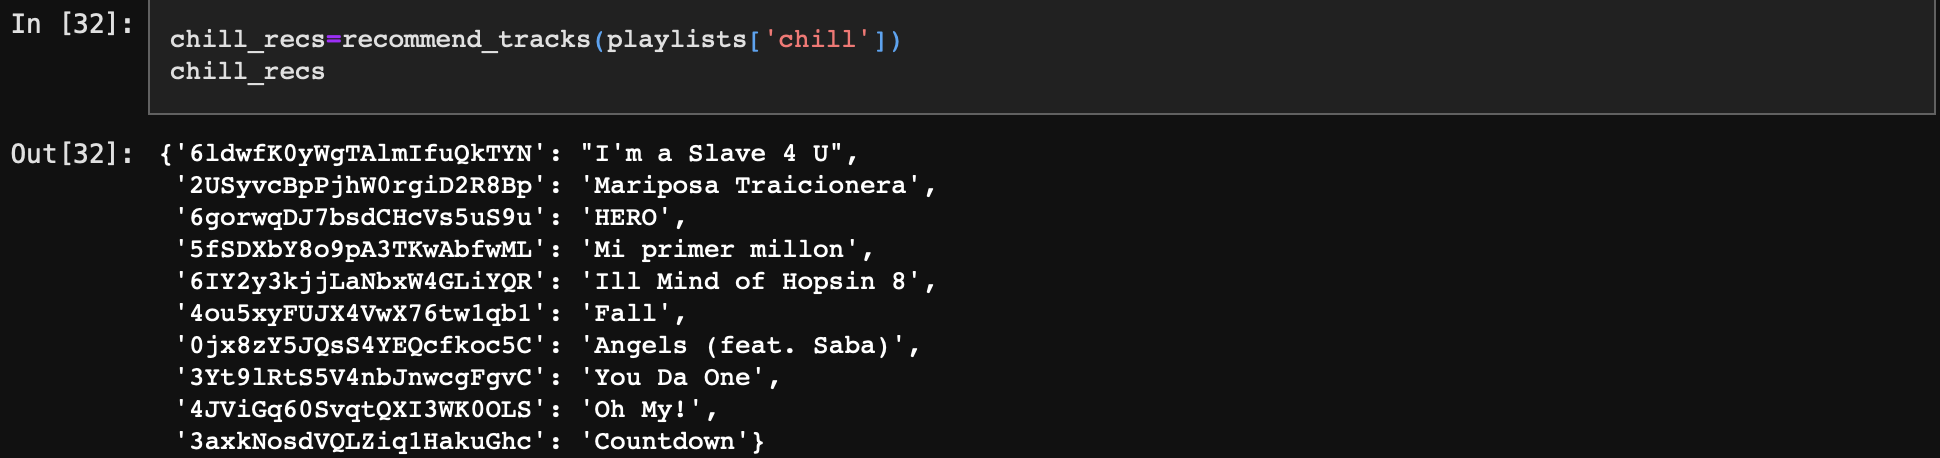 In [32]:
chill_recs=recommend_tracks(playlists['chill'])
chill_recs
Out[32]:
{'6ldwfK0yWgTAlmIfuQkTYN': "I'm a Slave 4 U",
'2USyvcBpPjhW0rgiD2R8Bp': 'Mariposa Traicionera',
'6gorwqDJ7bsdCHcVs5uS9u': 'HERO',
'5fSDXbY8o9pA3TKwAbfwML': 'Mi primer millon',
'6IY2y3kjjLaNbxW4GLiYQR': 'Ill Mind of Hopsin 8',
'4ou5xyFUJX4VwX76tw1qb1': 'Fall',
'0jx8zY5JQsS4YEQcfkoc5C': 'Angels (feat. Saba)',
'3Yt9lRtS5V4nbJnwcgFgvC': 'You Da One',
'4JViGq60SvqtQXI3WK0OLS': 'Oh My!',
'3axkNosdVQLZiq1HakuGhc': 'Countdown'}